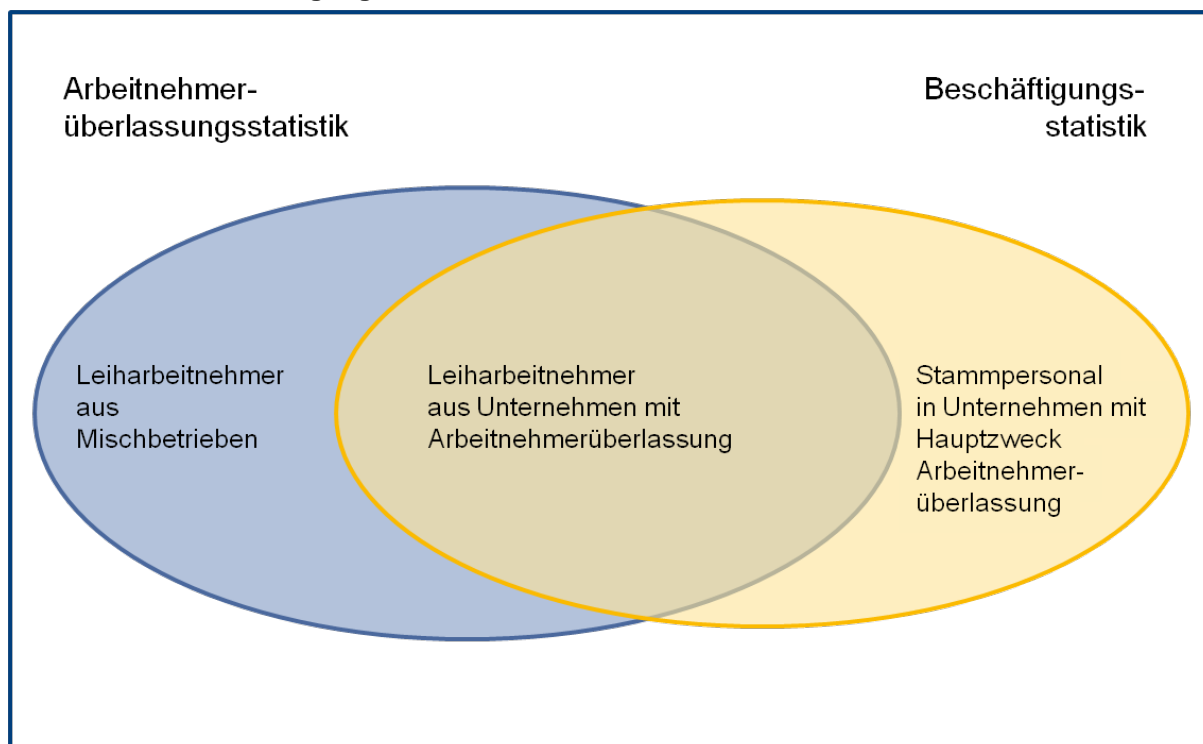 Arbeitnehmer-
überlassungsstatistik
Beschäftigungs-
statistik
Leiharbeitnehmer
aus
Mischbetrieben
Leiharbeitnehmer
aus Unternehmen mit
Arbeitnehmerüberlassung
Stammpersonal
in Unternehmen mit
Hauptzweck
Arbeitnehmer-
überlassung